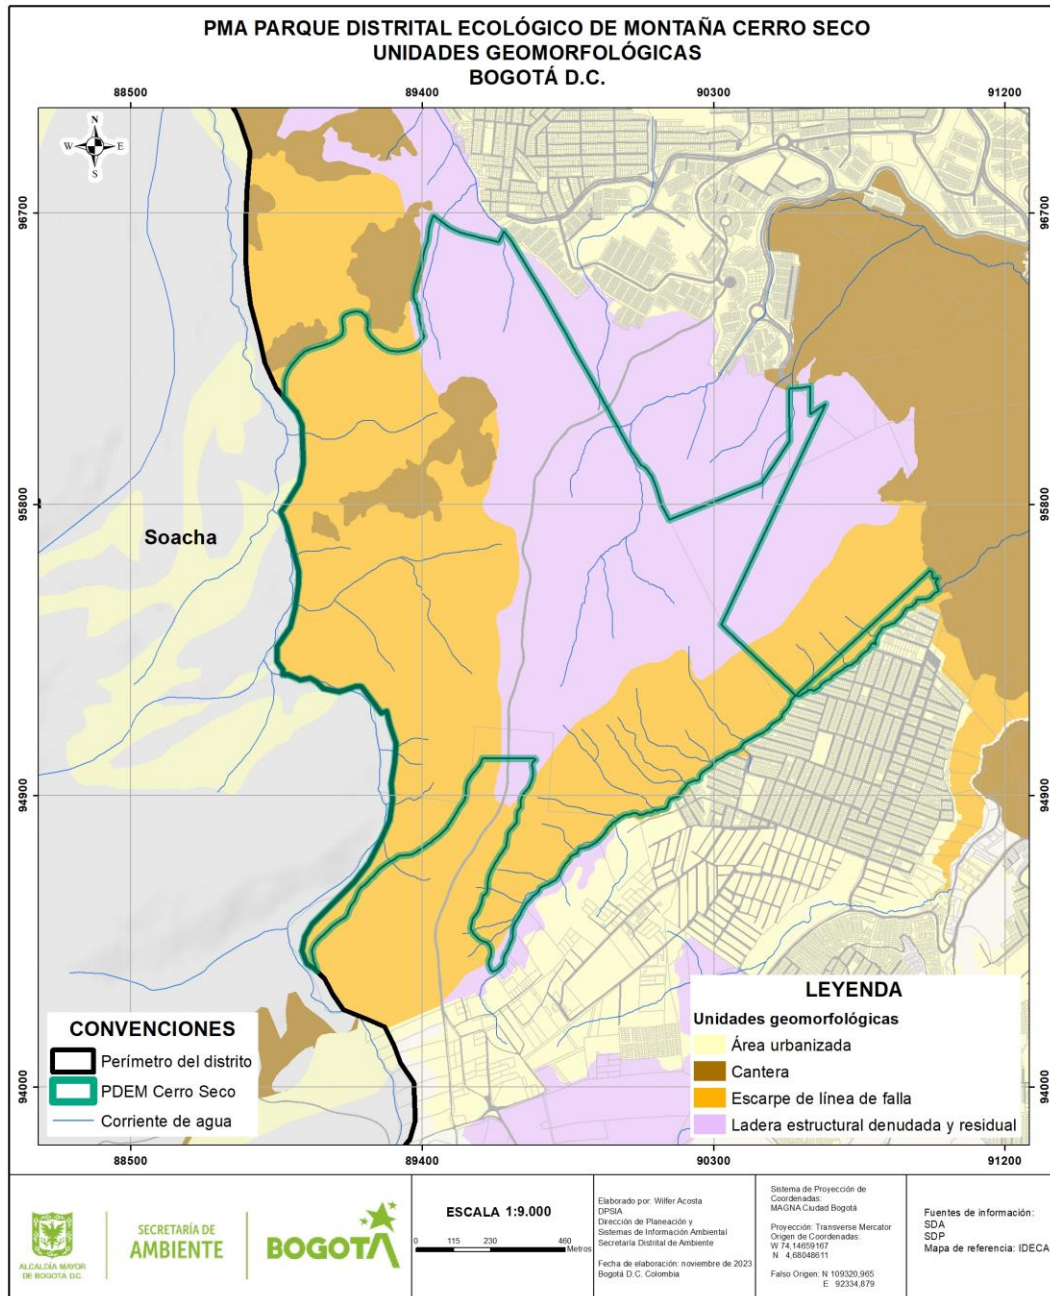 PMA PARQUE DISTRITAL ECOLÓGICO DE MONTAÑA CERRO SECO
UNIDADES GEOMORFOLÓGICAS
BOGOTÁ D.C.
88500
89400
90300
91200
N
W
E
S
96700
96700
95800
95800
Soacha
94900
94900
94000
94000
CONVENCIONES
Perímetro del distrito
PDEM Cerro Seco
Corriente de agua
LEYENDA
Unidades geomorfológicas
Área urbanizada
Cantera
Escarpe de línea de falla
Ladera estructural denudada y residual
88500
89400
90300
91200
ALCALDÍA MAYOR
DE BOGOTÁ D.C.
SECRETARÍA DE
AMBIENTE
BOGOTÁ
ESCALA 1:9.000
0 115 230 460
Metros
Elaborado por: Wilfer Acosta
DPSIA
Dirección de Planeación y
Sistemas de Información Ambiental
Secretaría Distrital de Ambiente
Fecha de elaboración: noviembre de 2023
Bogotá D.C. Colombia
Sistema de Proyección de
Coordenadas:
MAGNA Ciudad Bogotá
Proyección: Transverse Mercator
Origen de Coordenadas:
W 74,14659167
N 4,68048611
Falso Origen: N 109320,965
E 92334,879
Fuentes de información:
SDA
SDP
Mapa de referencia: IDECA